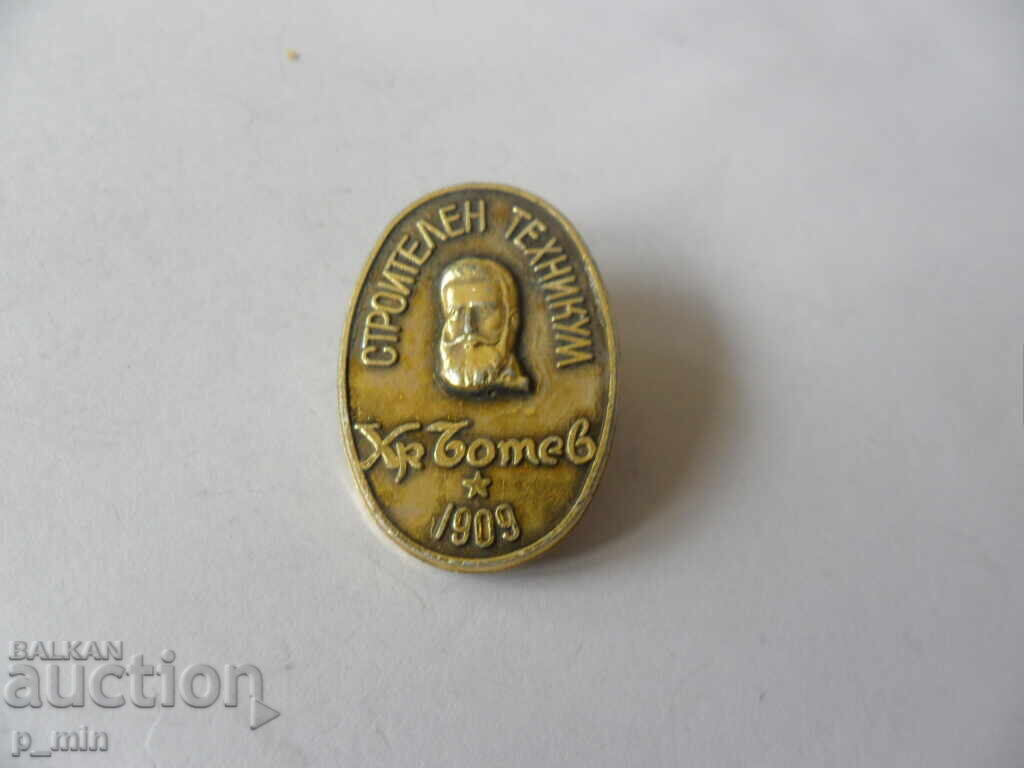 СТРОИТЕЛЕН ТЕХНИКУМ
Хр Ботев
1909
BALKAN
auction
p_min